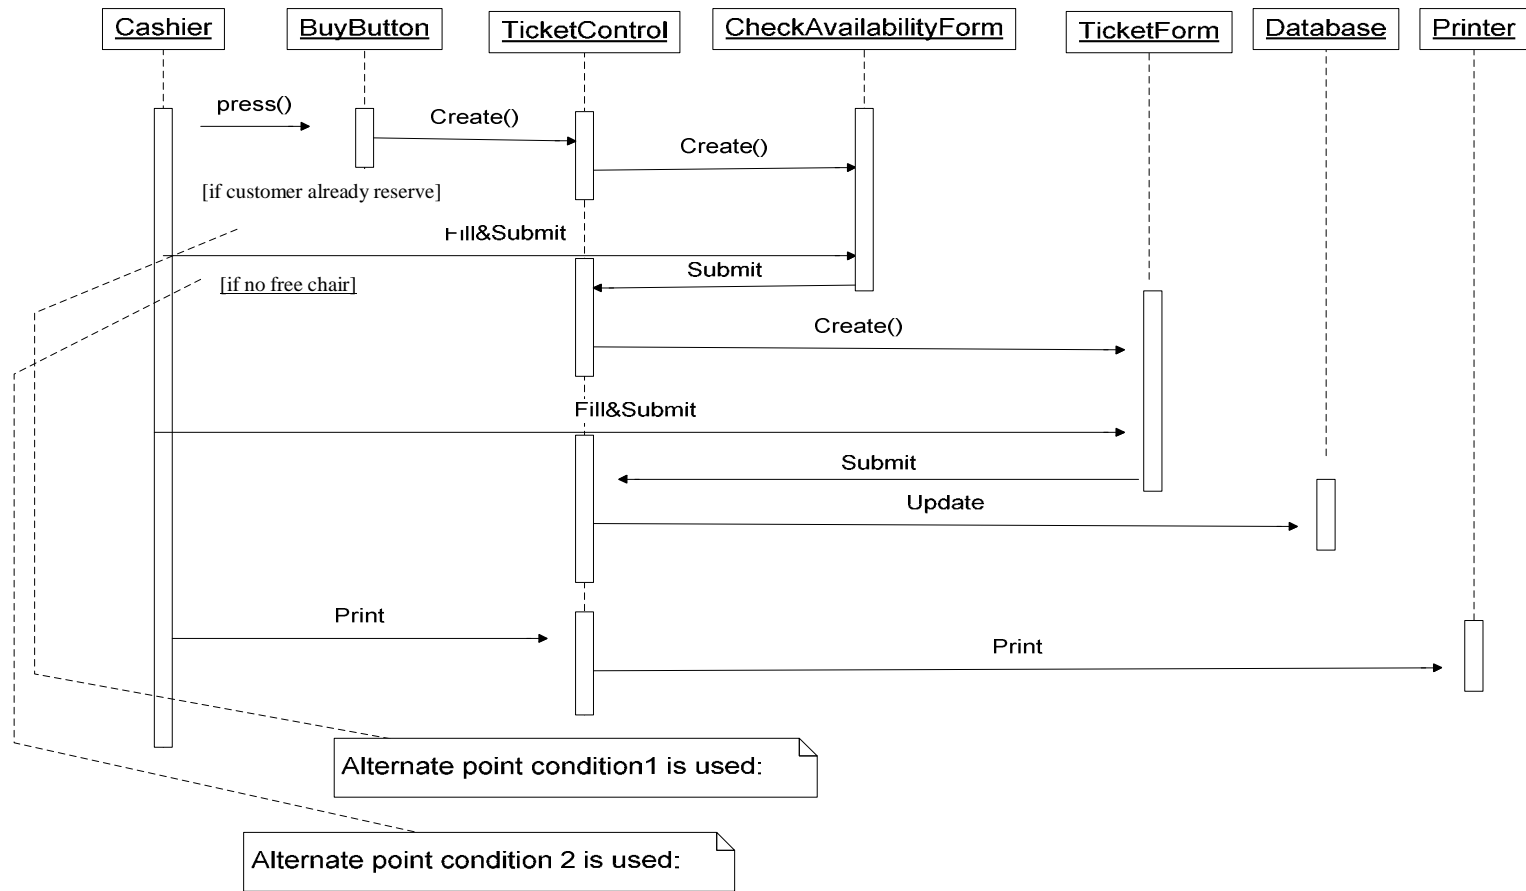 Cashier
BuyButton
TicketControl
CheckAvailabilityForm
TicketForm
Database
Printer
press()
Create()
Create()
[if customer already reserve]
Fill&Submit
Submit
[if no free chair]
Create()
Fill&Submit
Submit
Update
Print
Print
Alternate point condition1 is used:
Alternate point condition 2 is used: